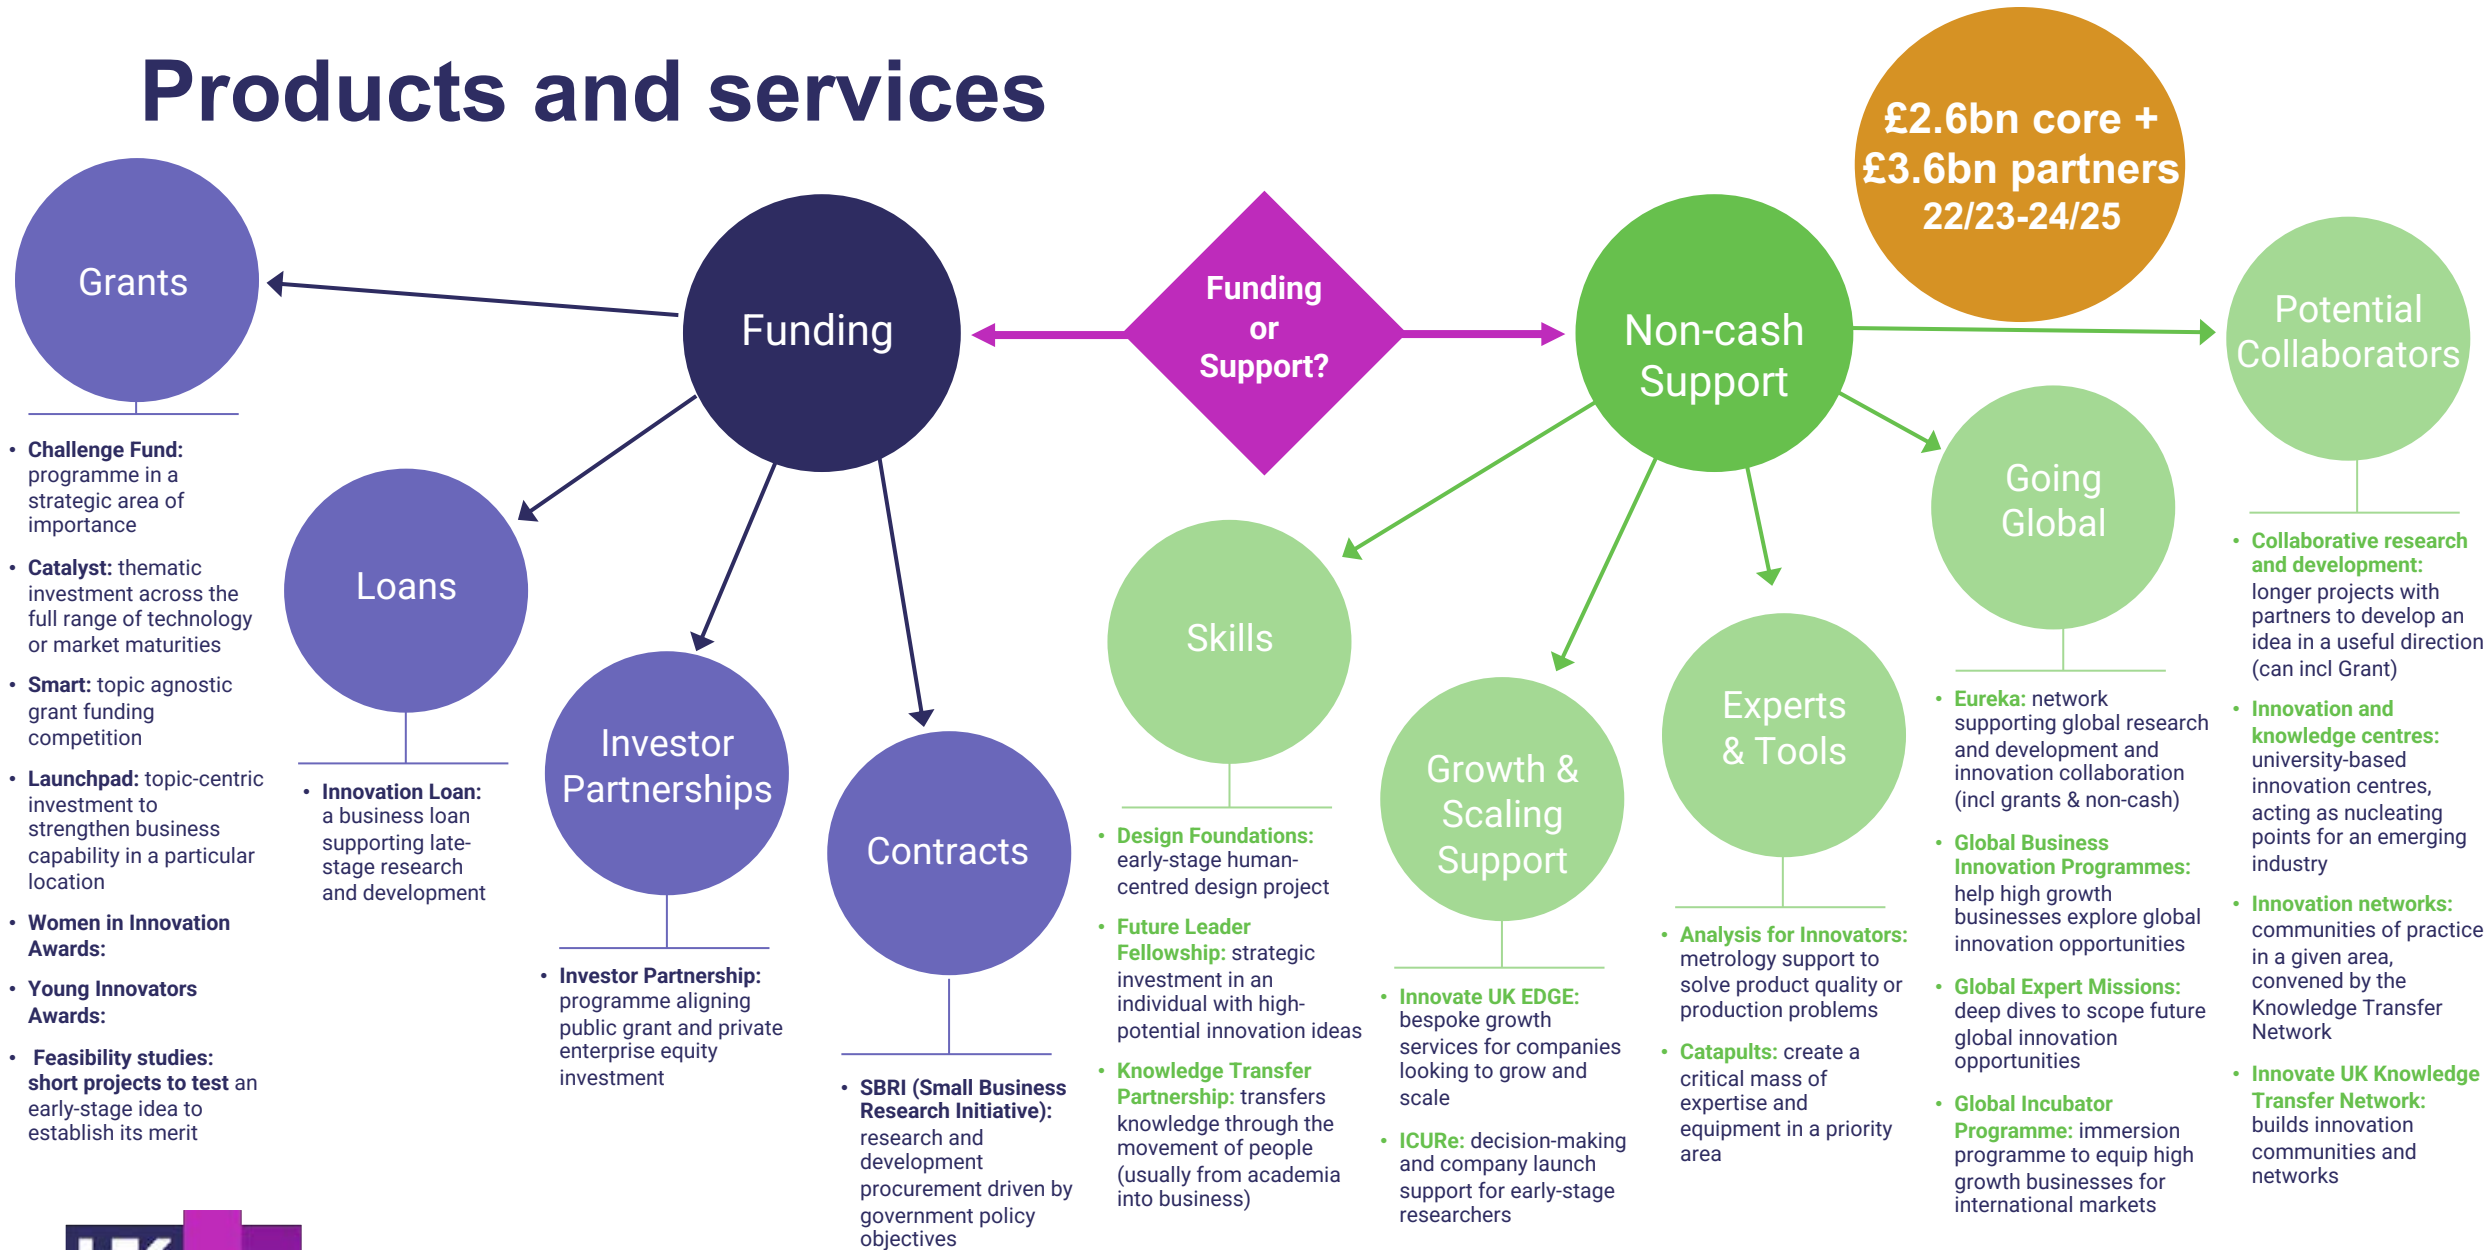 Products and services
£2.6bn core +
£3.6bn partners
22/23-24/25
Funding
or
Support?
Funding
Grants
• Challenge Fund:
programme in a
strategic area of
importance
• Catalyst: thematic
investment across the
full range of technology
or market maturities
• Smart: topic agnostic
grant funding
competition
• Launchpad: topic-centric
investment to
strengthen business
capability in a particular
location
• Women in Innovation
Awards:
• Young Innovators
Awards:
• Feasibility studies:
short projects to test an
early-stage idea to
establish its merit
Loans
• Innovation Loan:
a business loan
supporting late-
stage research
and development
Investor
Partnerships
• Investor Partnership:
programme aligning
public grant and private
enterprise equity
investment
Contracts
• SBRI (Small Business
Research Initiative):
research and
development
procurement driven by
government policy
objectives
Non-cash
Support
Skills
• Design Foundations:
early-stage human-
centred design project
• Future Leader
Fellowship: strategic
investment in an
individual with high-
potential innovation ideas
• Knowledge Transfer
Partnership: transfers
knowledge through the
movement of people
(usually from academia
into business)
Growth &
Scaling
Support
• Innovate UK EDGE:
bespoke growth
services for companies
looking to grow and
scale
• ICURe: decision-making
and company launch
support for early-stage
researchers
Experts
& Tools
• Analysis for Innovators:
metrology support to
solve product quality or
production problems
• Catapults: create a
critical mass of
expertise and
equipment in a priority
area
Going
Global
• Eureka: network
supporting global research
and development and
innovation collaboration
(incl grants & non-cash)
• Global Business
Innovation Programmes:
help high growth
businesses explore global
innovation opportunities
• Global Expert Missions:
deep dives to scope future
global innovation
opportunities
• Global Incubator
Programme: immersion
programme to equip high
growth businesses for
international markets
Potential
Collaborators
• Collaborative research
and development:
longer projects with
partners to develop an
idea in a useful direction
(can incl Grant)
• Innovation and
knowledge centres:
university-based
innovation centres,
acting as nucleating
points for an emerging
industry
• Innovation networks:
communities of practice
in a given area,
convened by the
Knowledge Transfer
Network
• Innovate UK Knowledge
Transfer Network:
builds innovation
communities and
networks